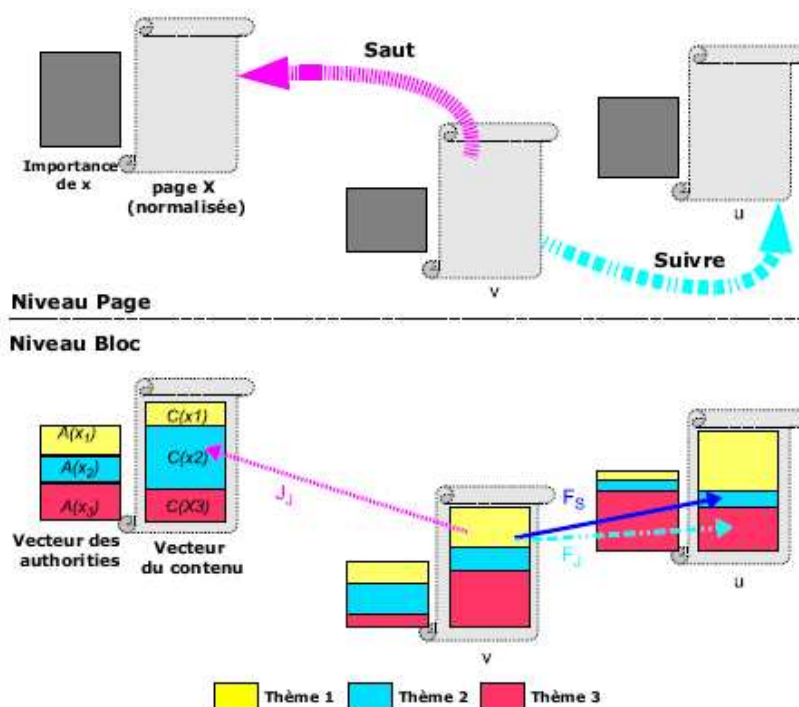 Saut
Importance
de x
page X
(normalisée)
v
u
Suivre
Niveau Page
Niveau Bloc
A(x1)
A(x2)
A(x3)
C(x1)
C(x2)
C(X3)
Vecteur des
authorities
Vecteur
du contenu
JJ
FS
FJ
v
u
Thème 1
Thème 2
Thème 3